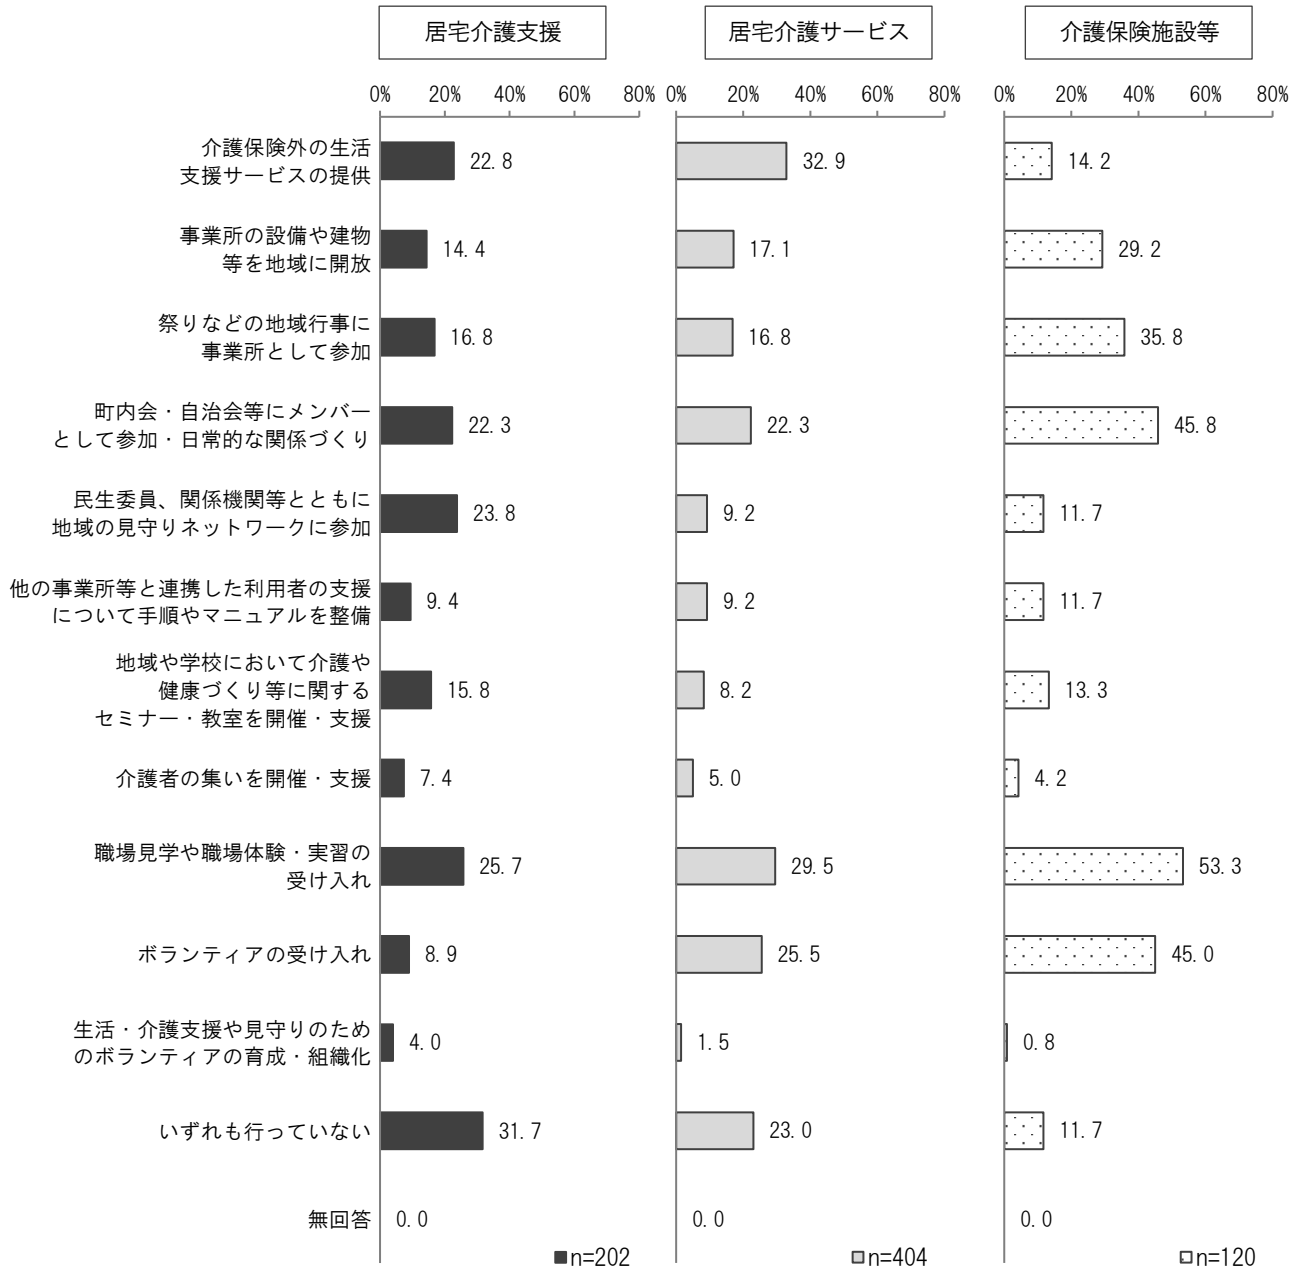 居宅介護支援
居宅介護サービス
介護保険施設等
0% 20% 40% 60% 80%
0% 20% 40% 60% 80%
0% 20% 40% 60% 80%
介護保険外の生活
支援サービスの提供
22.8 32.9 14.2
事業所の設備や建物
等を地域に開放
14.4 17.1 29.2
祭りなどの地域行事に
事業所として参加
16.8 16.8 35.8
町内会・自治会等にメンバー
として参加・日常的な関係づくり
22.3 22.3 45.8
民生委員、関係機関等とともに
地域の見守りネットワークに参加
23.8 9.2 11.7
他の事業所等と連携した利用者の支援
について手順やマニュアルを整備
9.4 9.2 11.7
地域や学校において介護や
健康づくり等に関する
セミナー・教室を開催・支援
15.8 8.2 13.3
介護者の集いを開催・支援
7.4 5.0 4.2
職場見学や職場体験・実習の
受け入れ
25.7 29.5 53.3
ボランティアの受け入れ
8.9 25.5 45.0
生活・介護支援や見守りのため
のボランティアの育成・組織化
4.0 1.5 0.8
いずれも行っていない
31.7 23.0 11.7
無回答
0.0 0.0 0.0
n=202
n=404
n=120